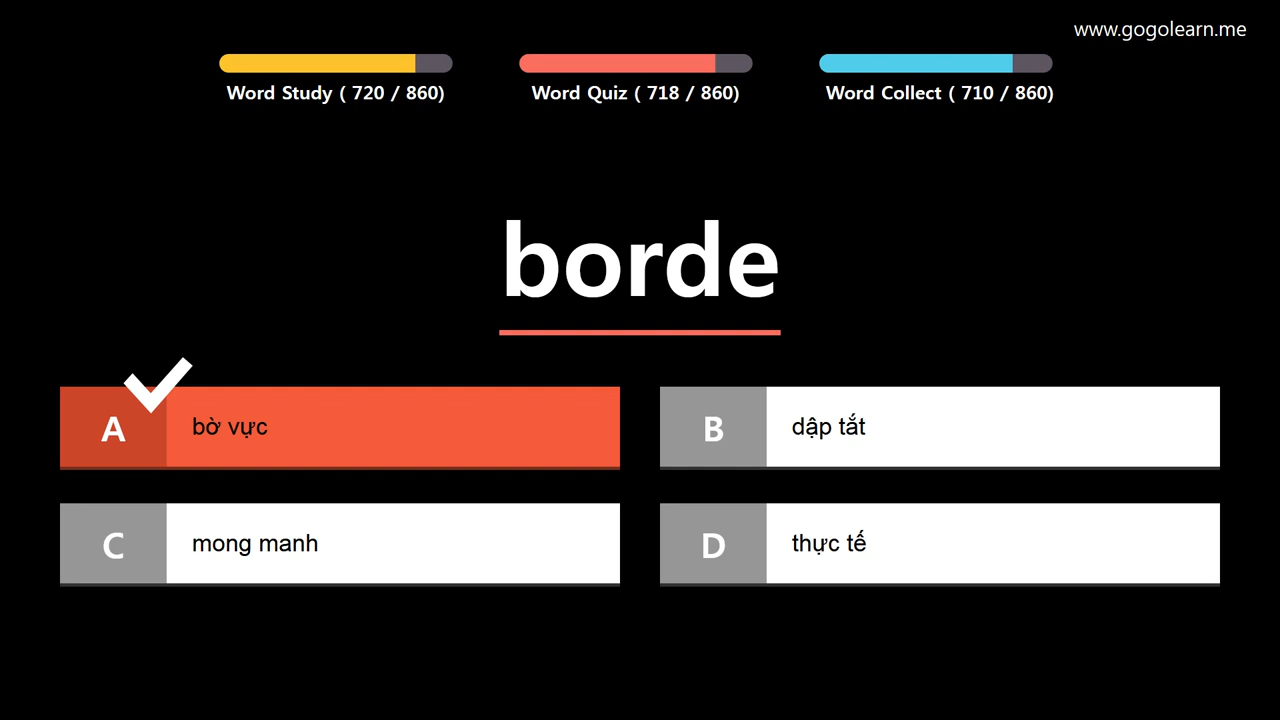 www.gogolearn.me
Word Study ( 720 / 860)
Word Quiz ( 718 / 860)
Word Collect ( 710 / 860)
borde
A
bờ vực
B
dập tắt
C
mong manh
D
thực tế